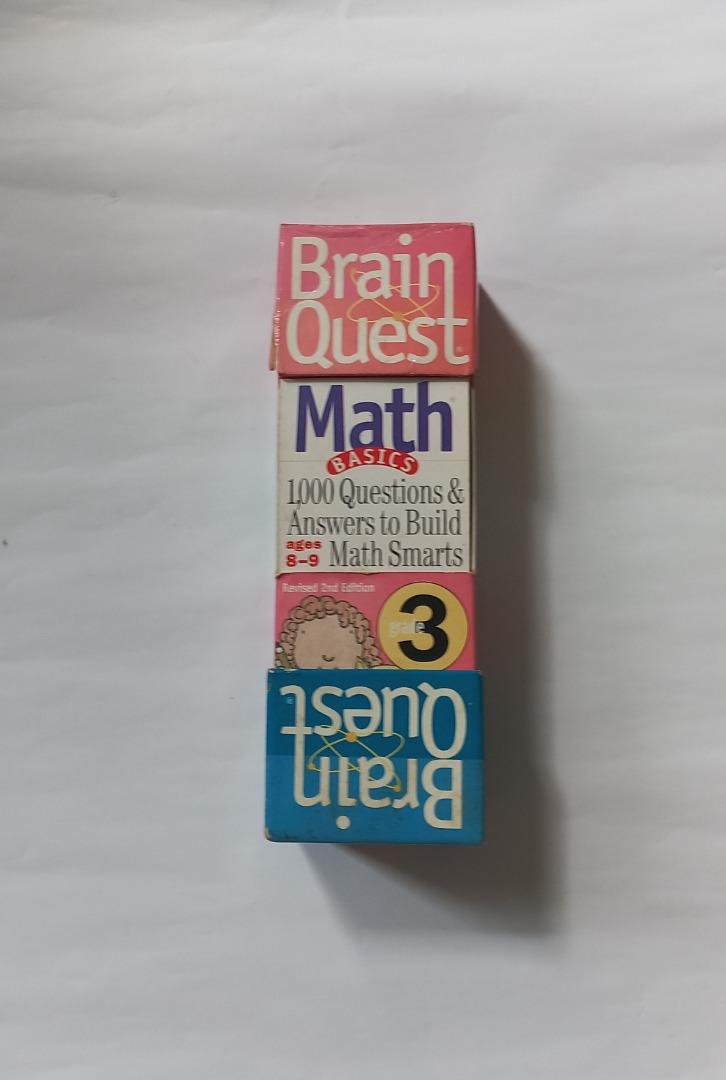 Brain
Quest
Math
BASICS
1,000 Questions &
Answers to Build
ages
8-9 Math Smarts
Revised 2nd Edition
grade 3
Brain
Quest